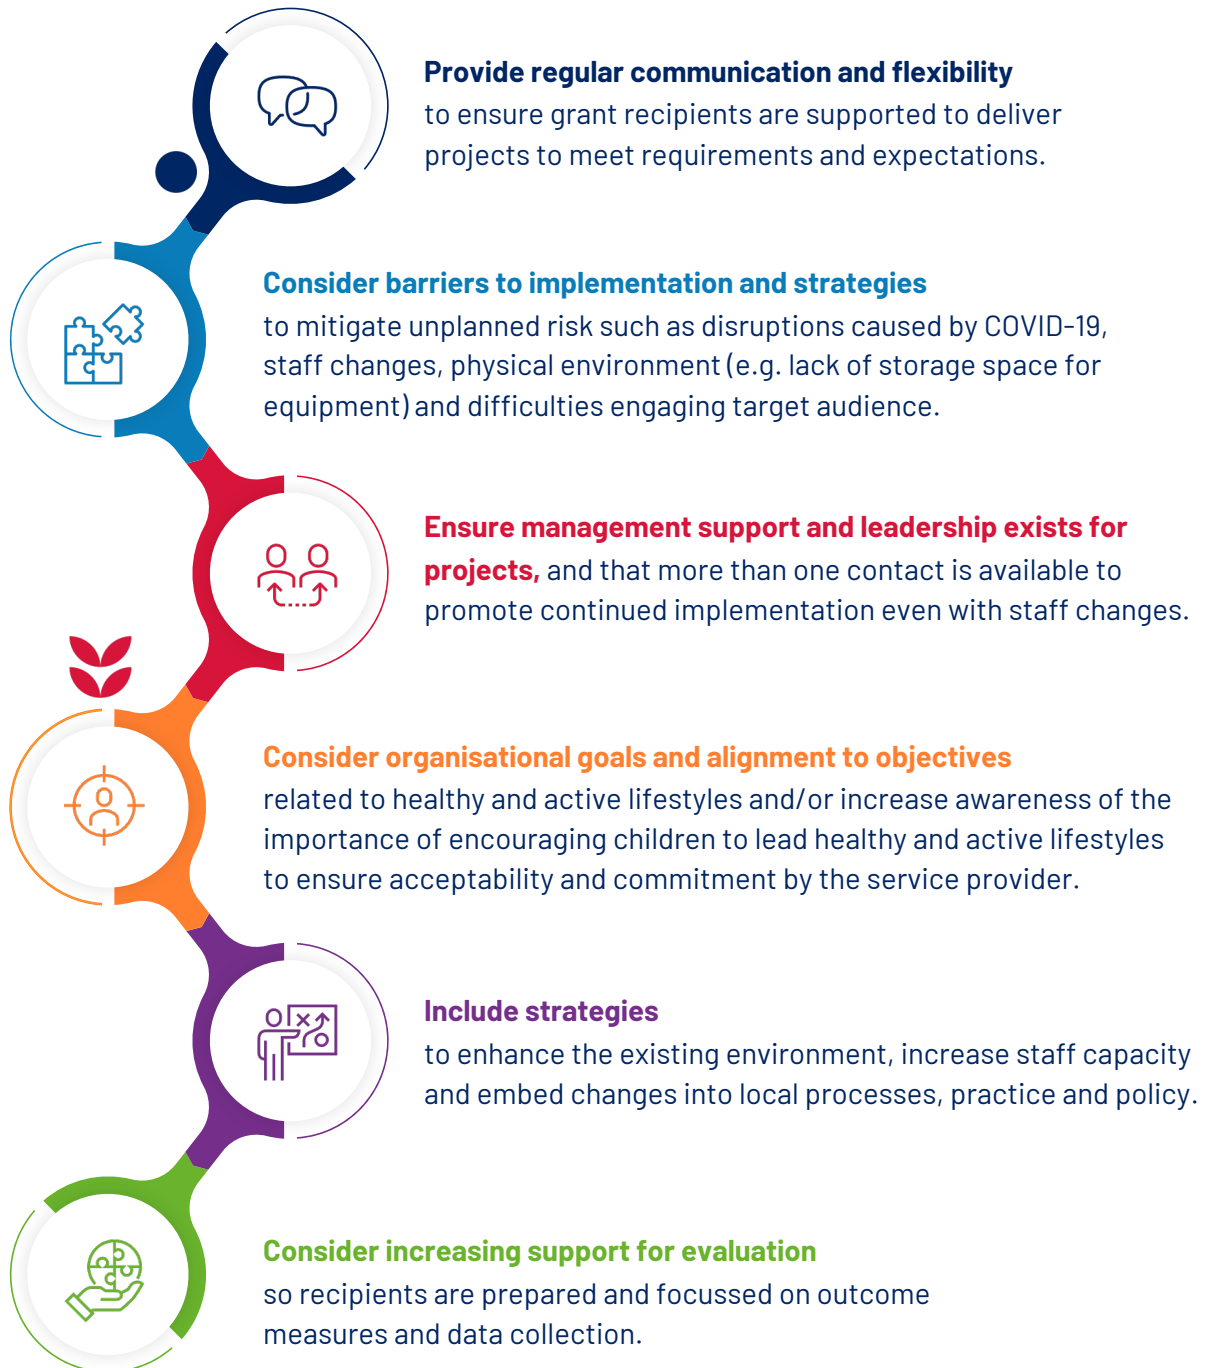 Provide regular communication and flexibility
to ensure grant recipients are supported to deliver
projects to meet requirements and expectations.
Consider barriers to implementation and strategies
to mitigate unplanned risk such as disruptions caused by COVID-19,
staff changes, physical environment (e.g. lack of storage space for
equipment) and difficulties engaging target audience.
Ensure management support and leadership exists for
projects, and that more than one contact is available to
promote continued implementation even with staff changes.
Consider organisational goals and alignment to objectives
related to healthy and active lifestyles and/or increase awareness of the
importance of encouraging children to lead healthy and active lifestyles
to ensure acceptability and commitment by the service provider.
Include strategies
to enhance the existing environment, increase staff capacity
and embed changes into local processes, practice and policy.
Consider increasing support for evaluation
so recipients are prepared and focussed on outcome
measures and data collection.